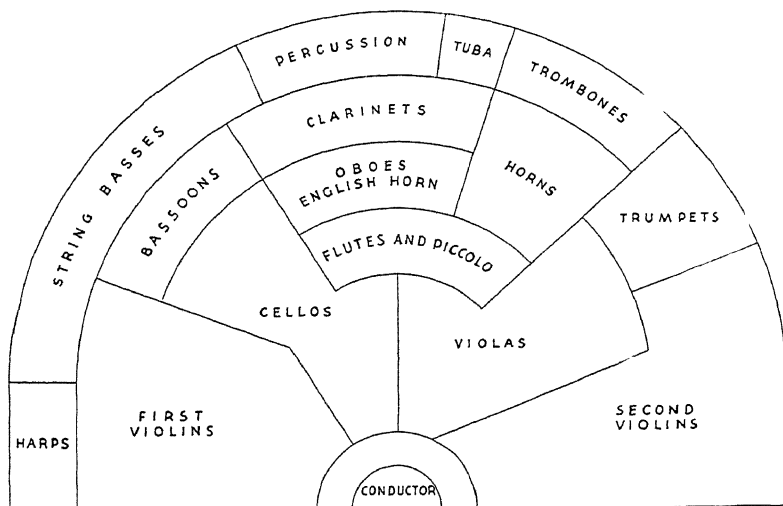 PERCUSSION
TUBA
TROMBONES
CLARINETS
STRING BASSES
BASSOONS
OBOES
ENGLISH HORN
HORNS
TRUMPETS
FLUTES AND PICCOLO
CELLOS
VIOLAS
FIRST
VIOLINS
SECOND
VIOLINS
HARPS
CONDUCTOR